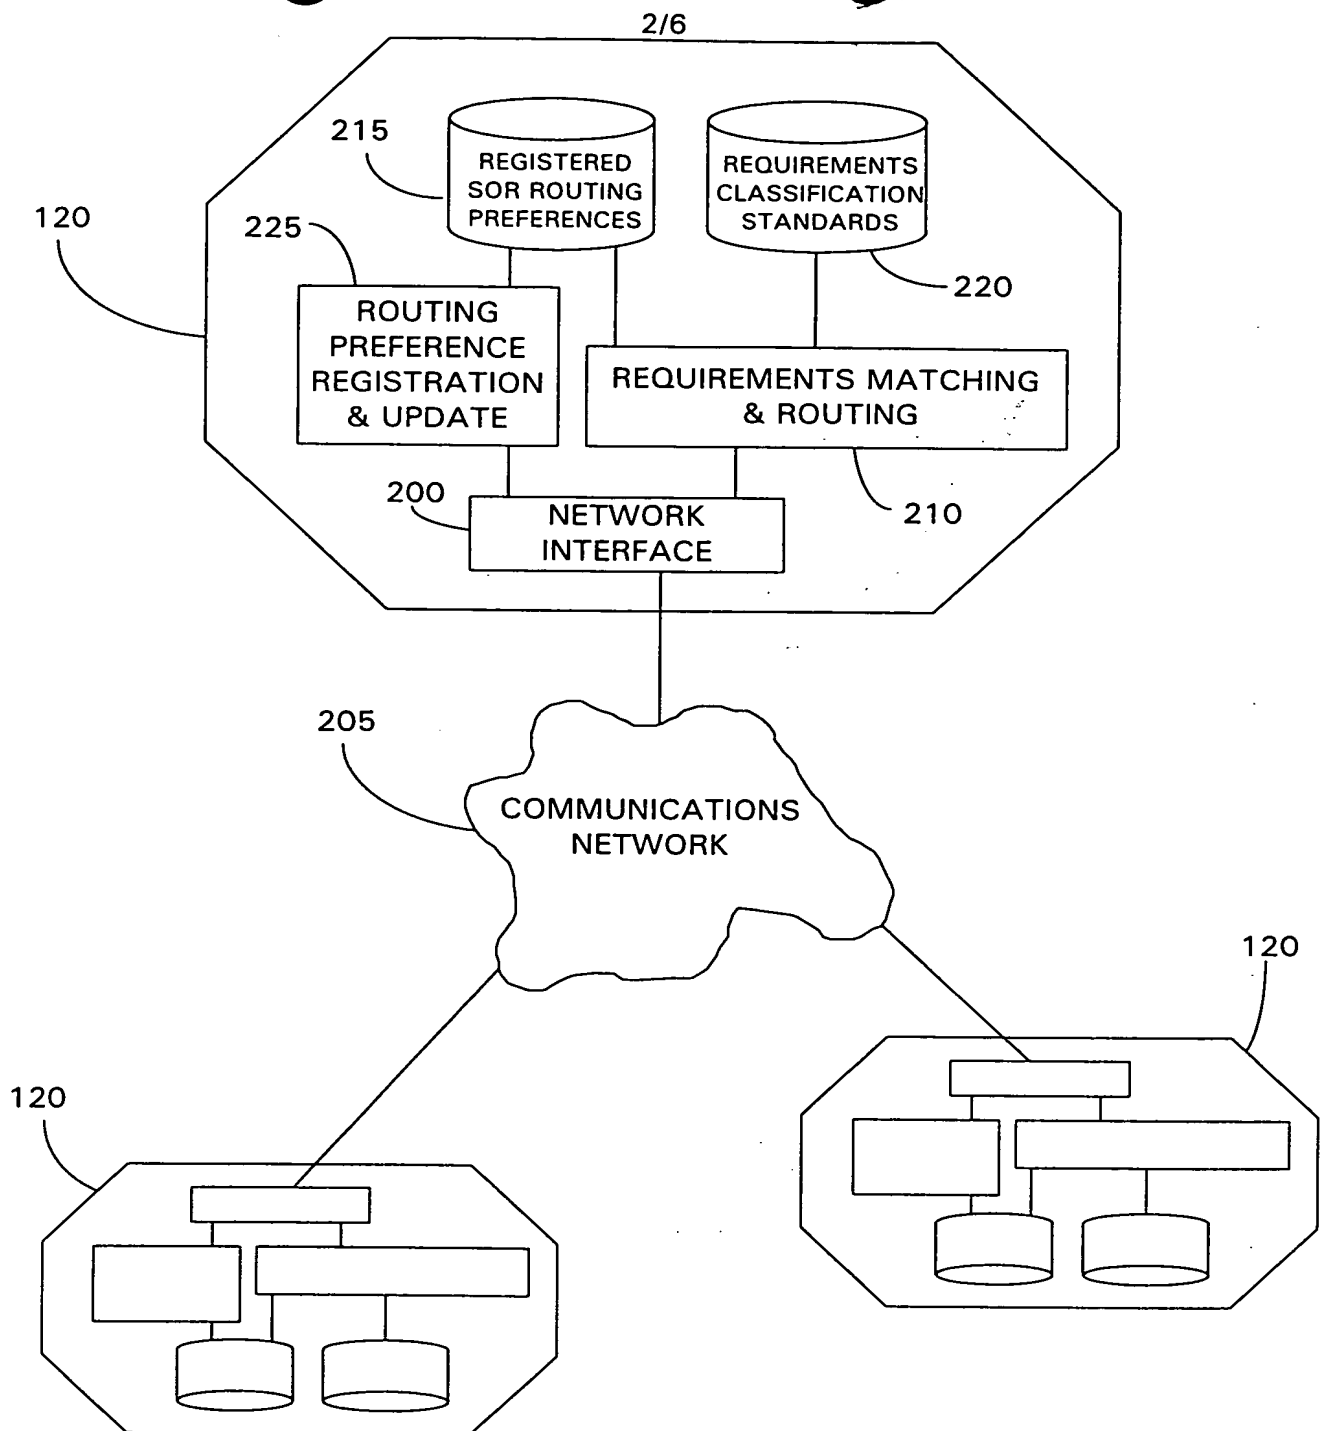 2/6
215
REGISTERED
SOR ROUTING
PREFERENCES
REQUIREMENTS
CLASSIFICATION
STANDARDS
120
225
220
ROUTING
PREFERENCE
REGISTRATION
& UPDATE
REQUIREMENTS MATCHING
& ROUTING
200
210
NETWORK
INTERFACE
205
COMMUNICATIONS
NETWORK
120
120